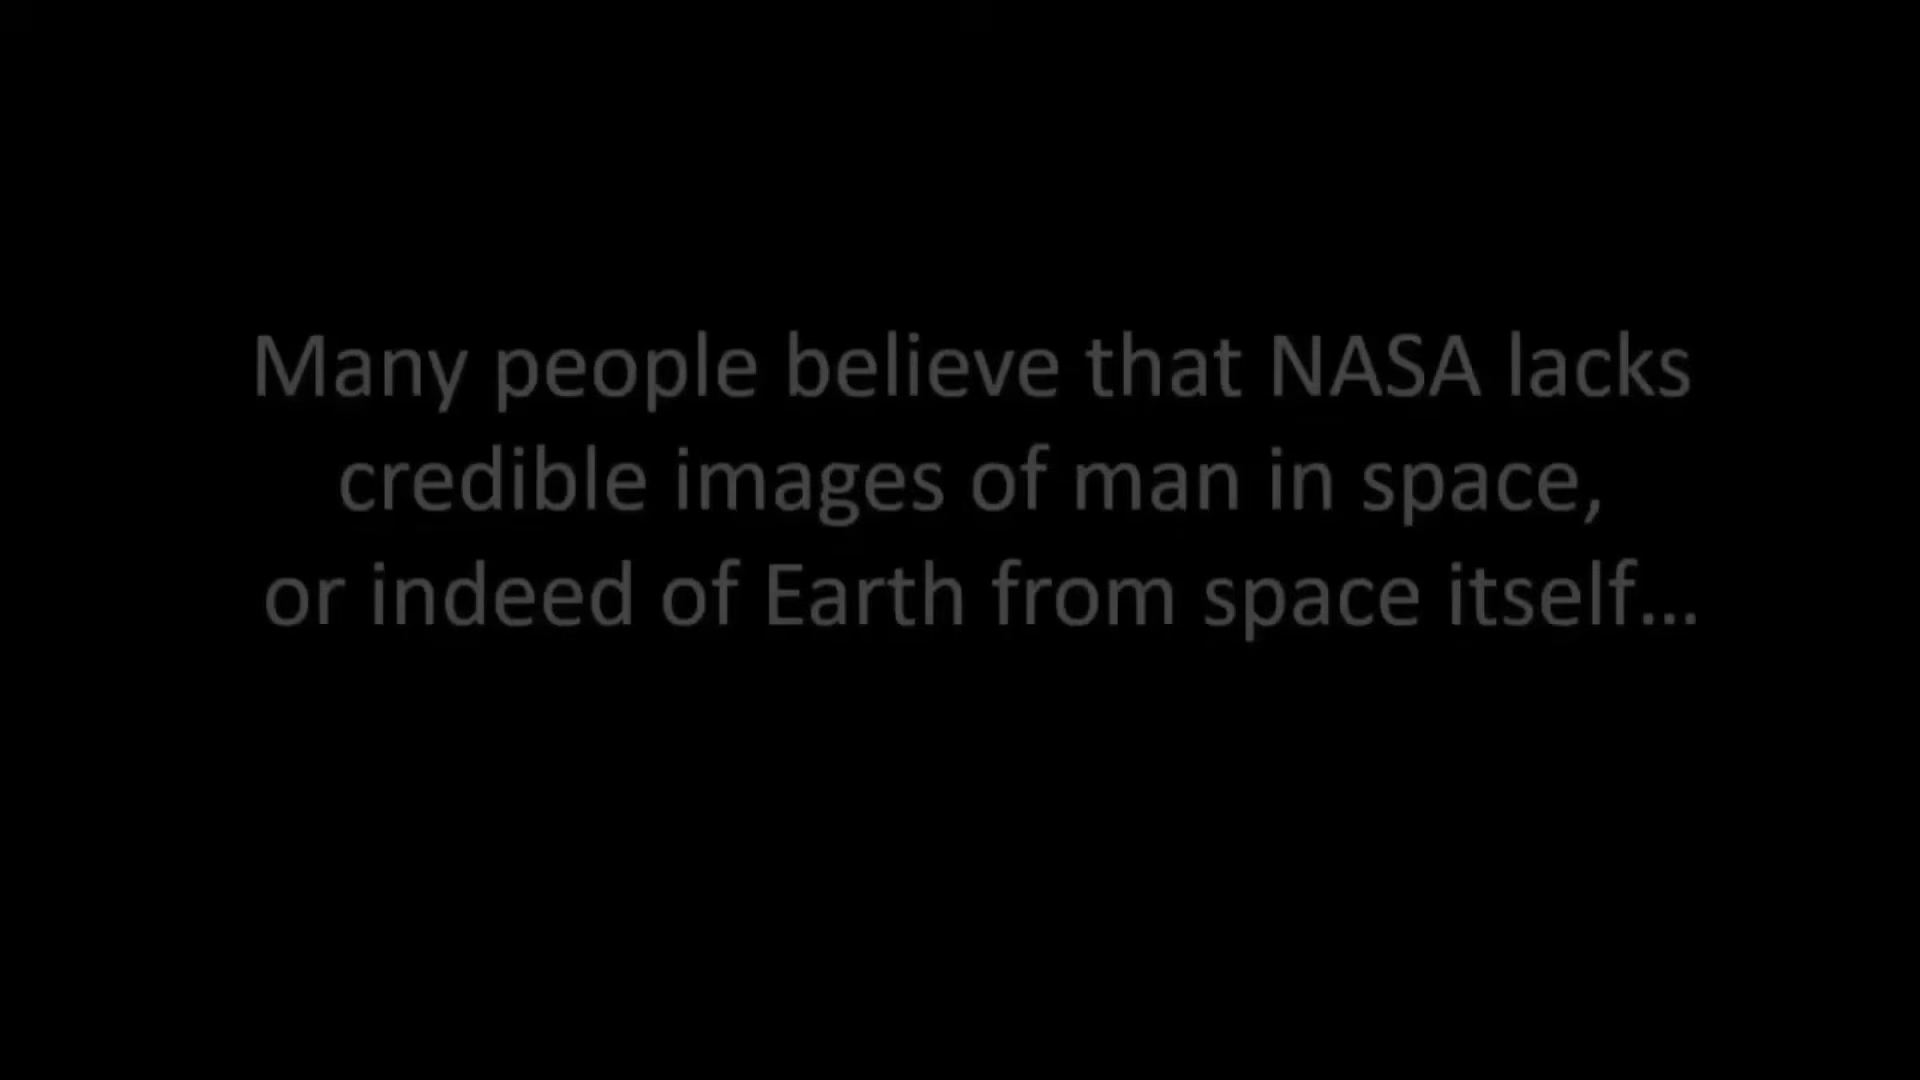 Many people believe that NASA lacks
credible images of man in space,
or indeed of Earth from space itself...